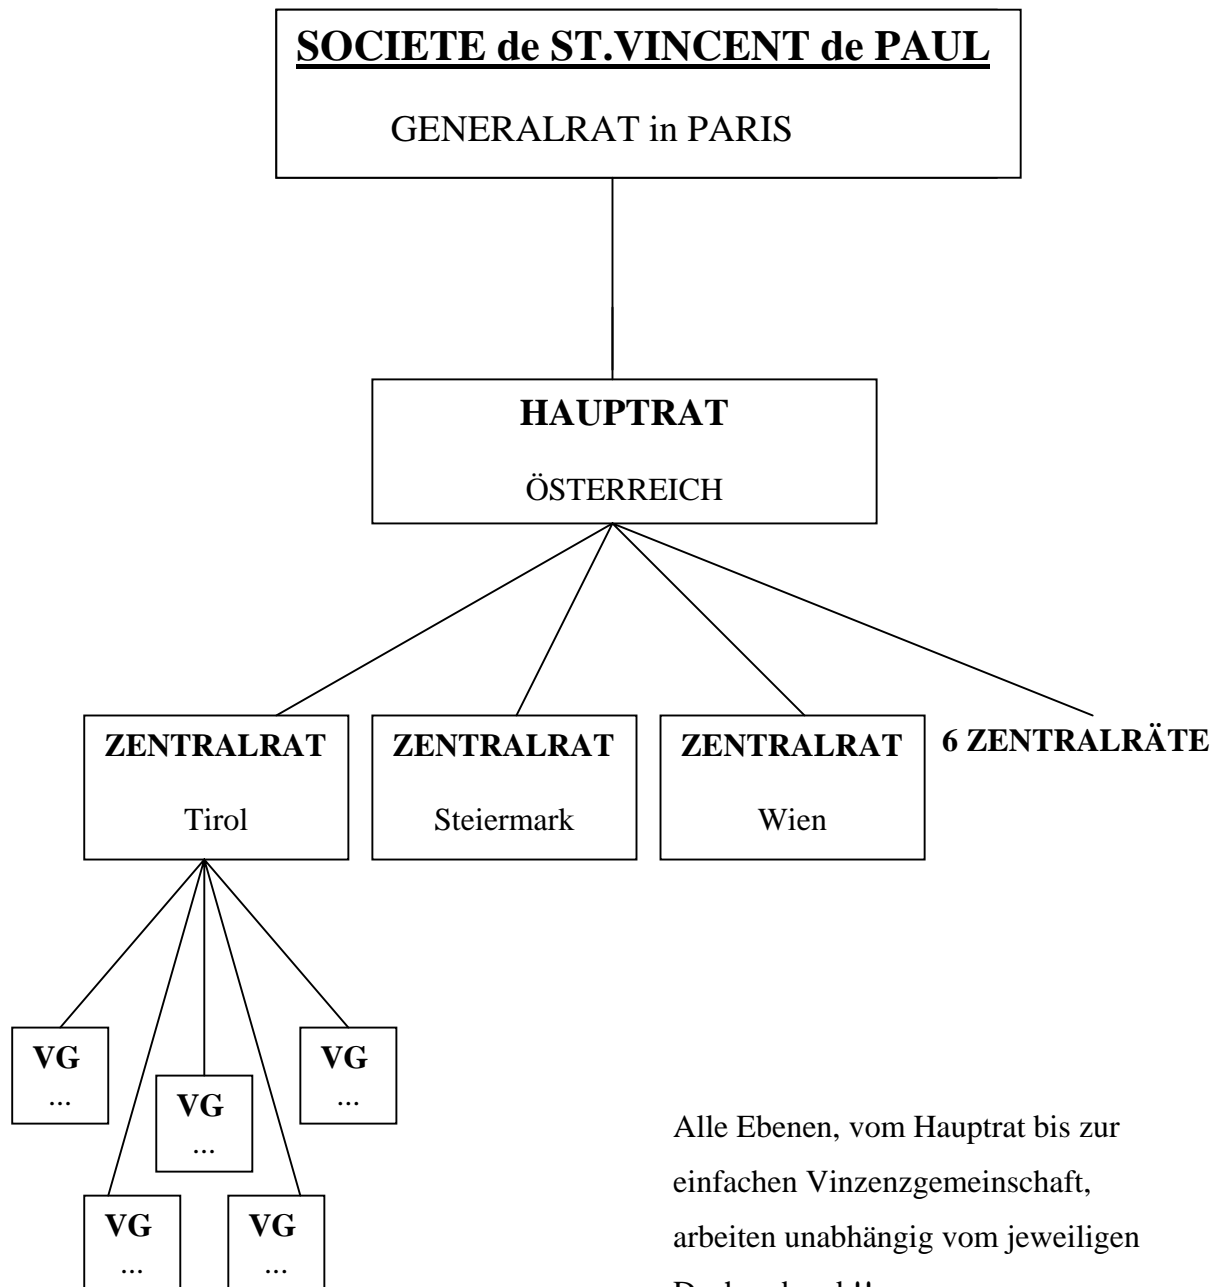 SOCIETE de ST.VINCENT de PAUL
GENERALRAT in PARIS
HAUPTRAT
ÖSTERREICH
ZENTRALRAT
Tirol
ZENTRALRAT
Steiermark
ZENTRALRAT
Wien
6 ZENTRALRÄTE
VG
...
VG
...
VG
...
VG
...
VG
...
Alle Ebenen, vom Hauptrat bis zur
einfachen Vinzenzgemeinschaft,
arbeiten unabhängig vom jeweiligen